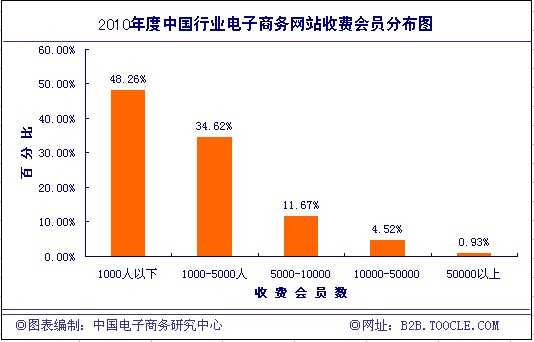 2010年度中国行业电子商务网站收费会员分布图
60.00%
50.00%
40.00%
30.00%
20.00%
10.00%
0.00%
百分比
48.26%
34.62%
11.67%
4.52%
0.93%
1000人以下 1000-5000人 5000-10000 10000-50000 50000以上
收费会员数
◎图表编制：中国电子商务研究中心 ◎网址：B2B.TOOCLE.COM